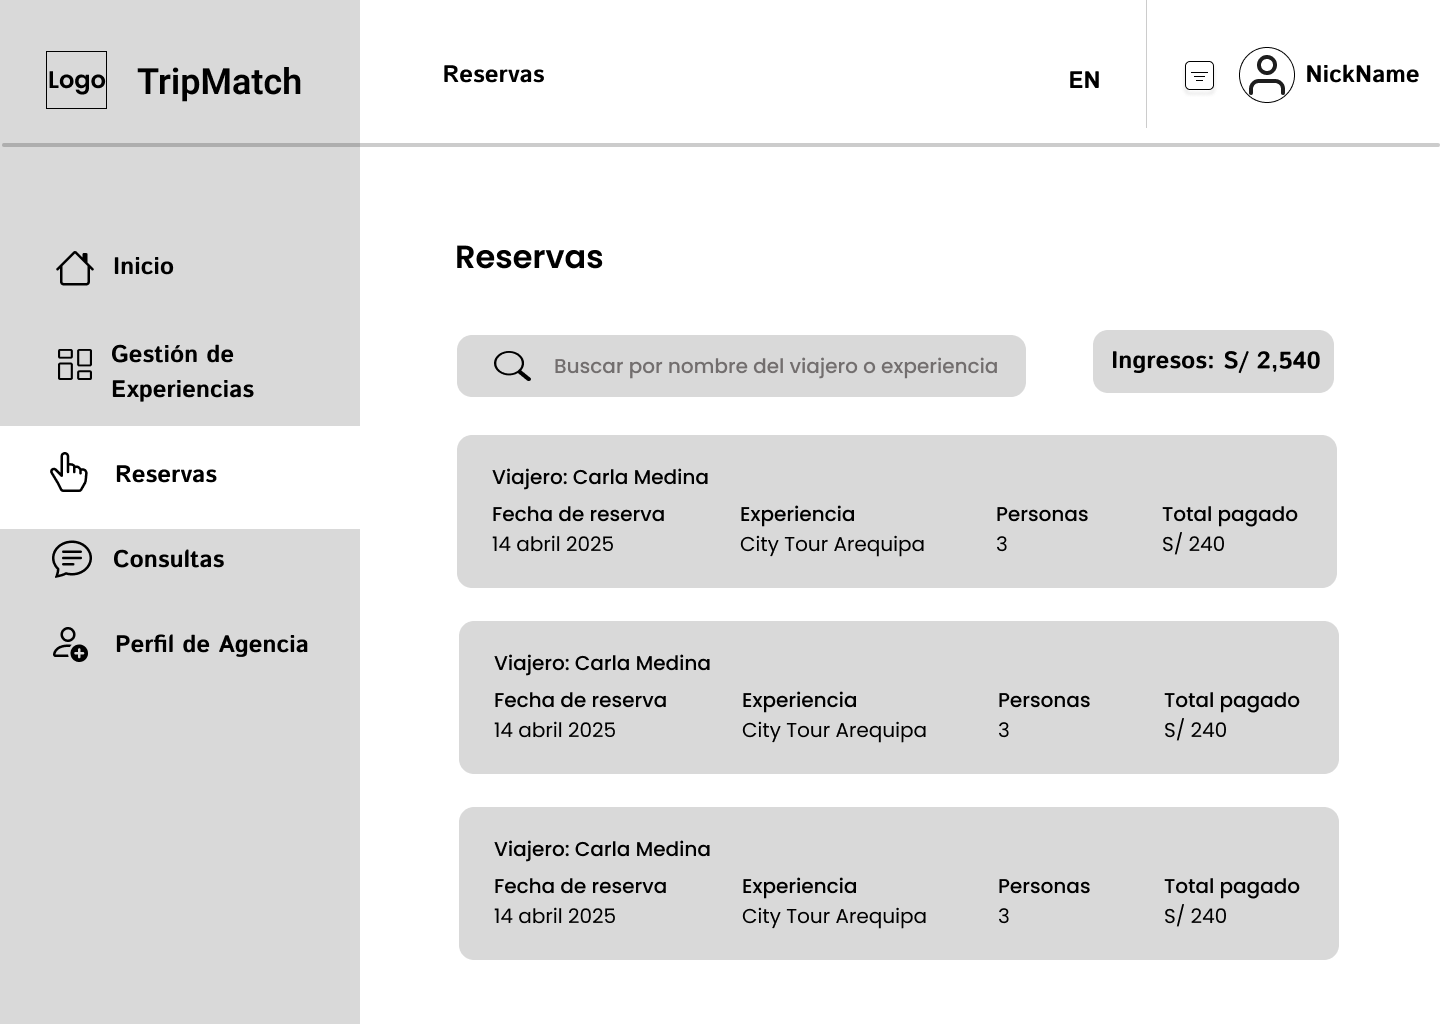 Logo
TripMatch
Reservas
EN
NickName
Inicio
Gestión de
Experiencias
Reservas
Consultas
Perfil de Agencia
Reservas
Buscar por nombre del viajero o experiencia
Ingresos: S/ 2,540
Viajero: Carla Medina
Fecha de reserva Experiencia Personas Total pagado
14 abril 2025 City Tour Arequipa 3 S/ 240
Viajero: Carla Medina
Fecha de reserva Experiencia Personas Total pagado
14 abril 2025 City Tour Arequipa 3 S/ 240
Viajero: Carla Medina
Fecha de reserva Experiencia Personas Total pagado
14 abril 2025 City Tour Arequipa 3 S/ 240